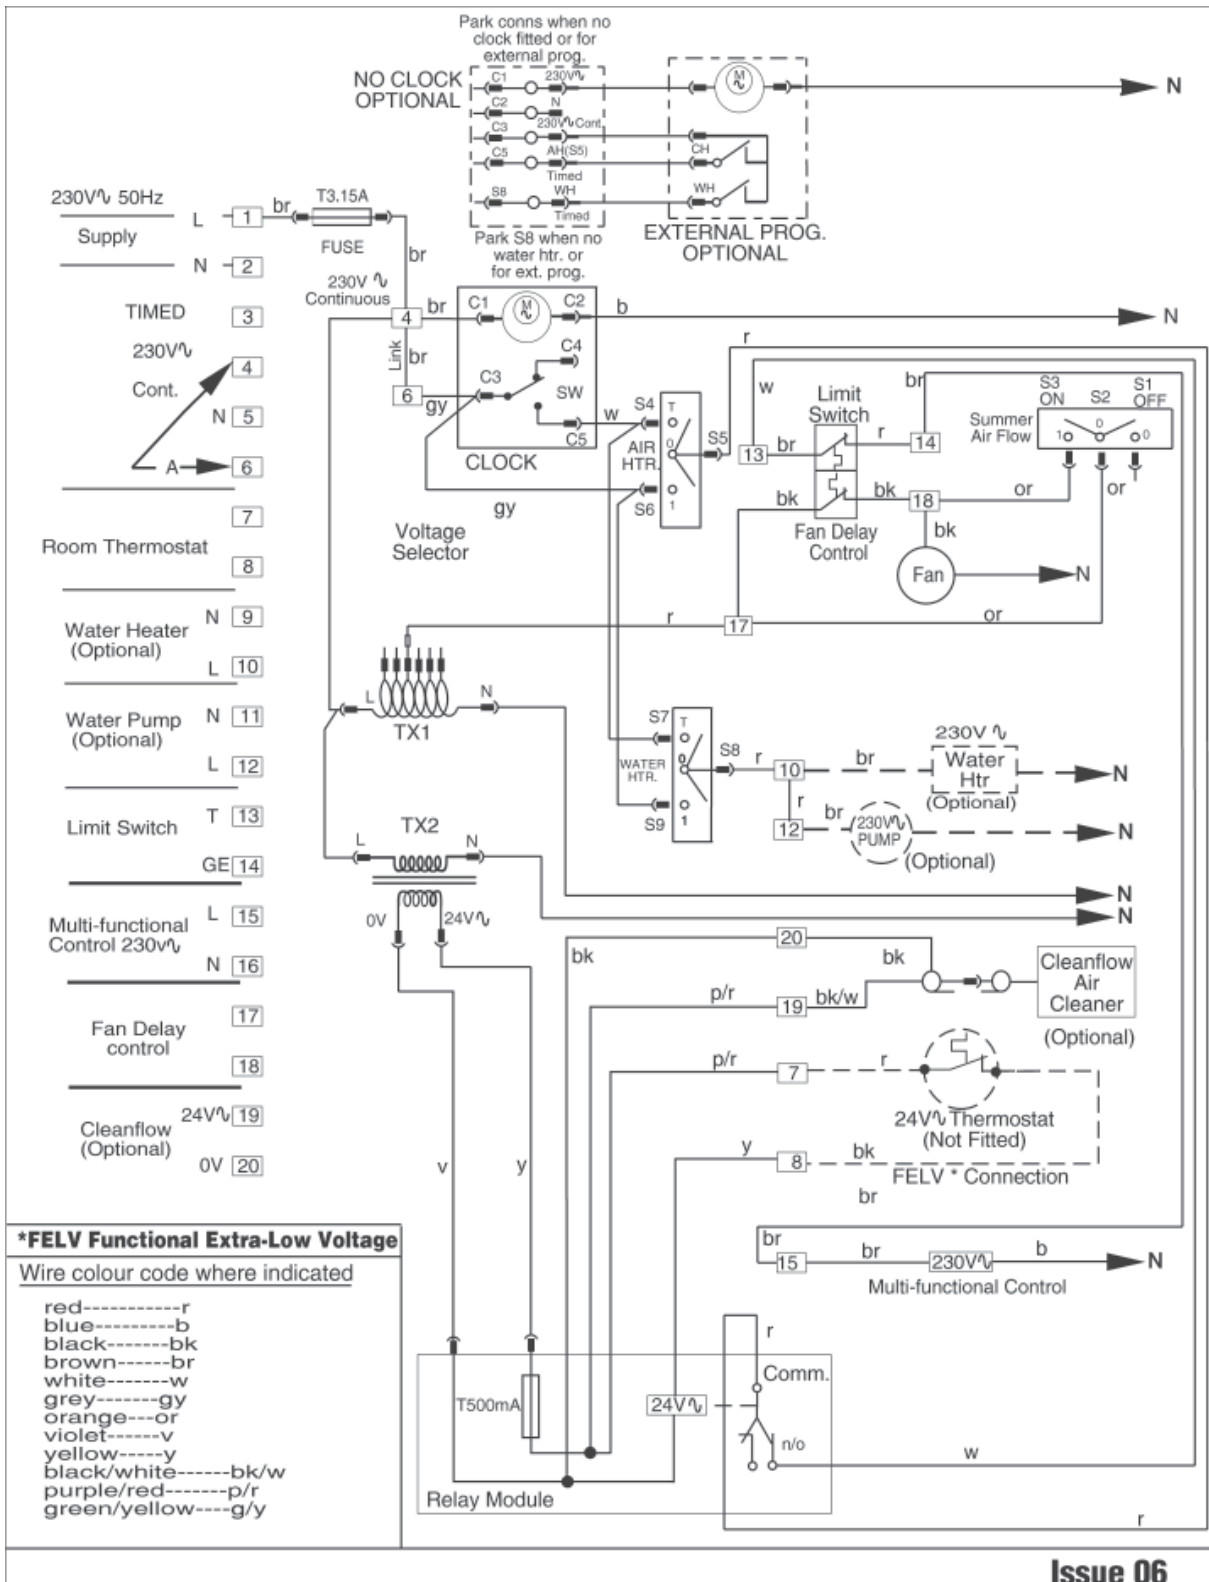 Park conns when no
clock fitted or for
external prog.
NO CLOCK
OPTIONAL
C1 230V∿
C2 N
C3 230V∿Cont.
C5 AH(S5)
Timed
S8 WH
Timed
M
N
CH
WH
EXTERNAL PROG.
OPTIONAL
Park S8 when no
water htr. or
for ext. prog.
230V∿ 50Hz
Supply
L 1
br
T3.15A
FUSE
br
N 2
TIMED 3
230V∿
Cont.
4
N 5
A 6
230V ∿
Continuous
4
br
Link
br
6
gy
C1
M
C2
b
N
C3
C4
SW
C5
CLOCK
w
gy
S4
T
0
AIR
HTR.
S5
S6
1
r
w
13
br
Limit
Switch
r
br
14
bk
Fan Delay
Control
bk
18
or
bk
Fan
N
S3
ON
S2
S1
OFF
Summer
Air Flow
1
0
0
or
or
17
r
Voltage
Selector
7
Room Thermostat
8
N 9
Water Heater
(Optional)
L 10
N 11
Water Pump
(Optional)
L 12
T 13
Limit Switch
GE 14
L 15
Multi-functional
Control 230v∿
N 16
17
Fan Delay
control
18
24V∿ 19
Cleanflow
(Optional)
0V 20
L
N
TX1
S7
T
0
WATER
HTR.
S8
S9
1
r
10
br
230V ∿
Water
Htr
(Optional)
N
r
12
br
230V∿
PUMP
(Optional)
N
TX2
L
N
N
N
0V
24V∿
20
bk
bk
p/r
19
bk/w
Cleanflow
Air
Cleaner
(Optional)
p/r
7
r
24V∿ Thermostat
(Not Fitted)
y
8
bk
FELV * Connection
br
v
y
br
15
br
230V∿
b
N
Multi-functional Control
r
Comm.
T500mA
24V∿
n/o
w
Relay Module
r
*FELV Functional Extra-Low Voltage
Wire colour code where indicated
red-----------r
blue---------b
black-------bk
brown------br
white-------w
grey-------gy
orange---or
violet------v
yellow-----y
black/white------bk/w
purple/red-------p/r
green/yellow----g/y
Issue 06